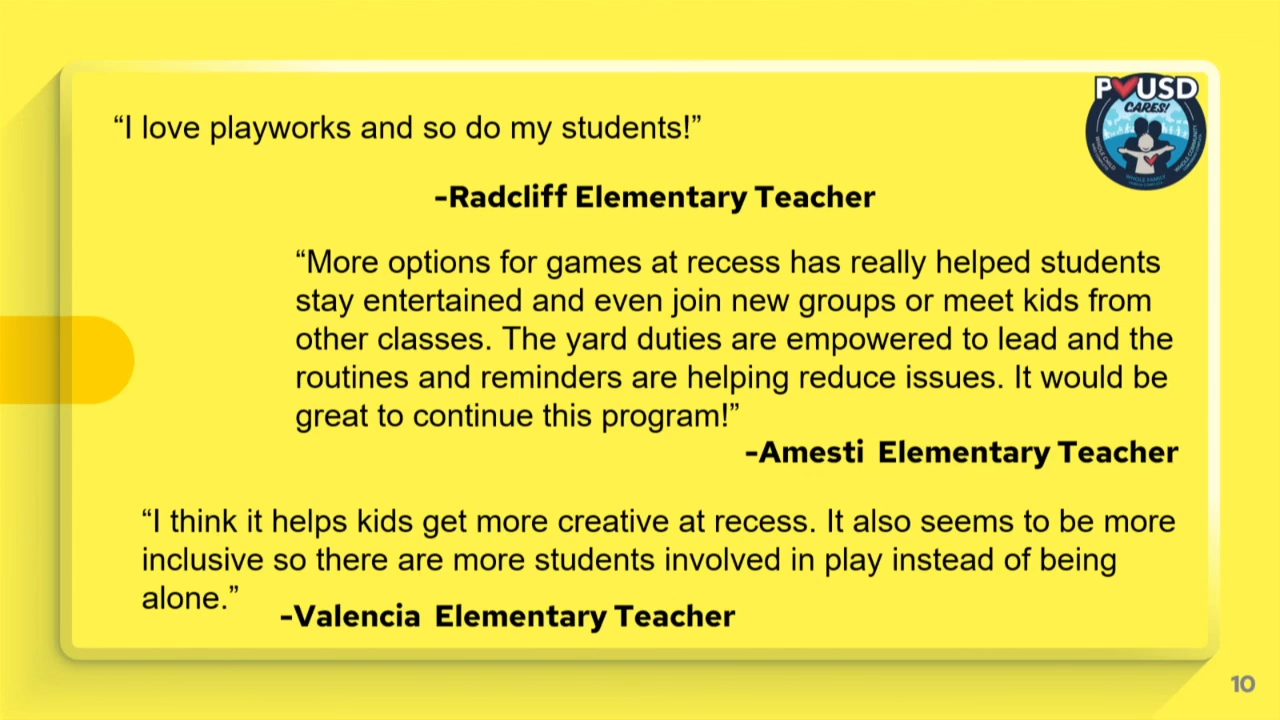 P USD
CARES!
“I love playworks and so do my students!”
-Radcliff Elementary Teacher
“More options for games at recess has really helped students
stay entertained and even join new groups or meet kids from
other classes. The yard duties are empowered to lead and the
routines and reminders are helping reduce issues. It would be
great to continue this program!”
-Amesti Elementary Teacher
“I think it helps kids get more creative at recess. It also seems to be more
inclusive so there are more students involved in play instead of being
alone.”
-Valencia Elementary Teacher
10